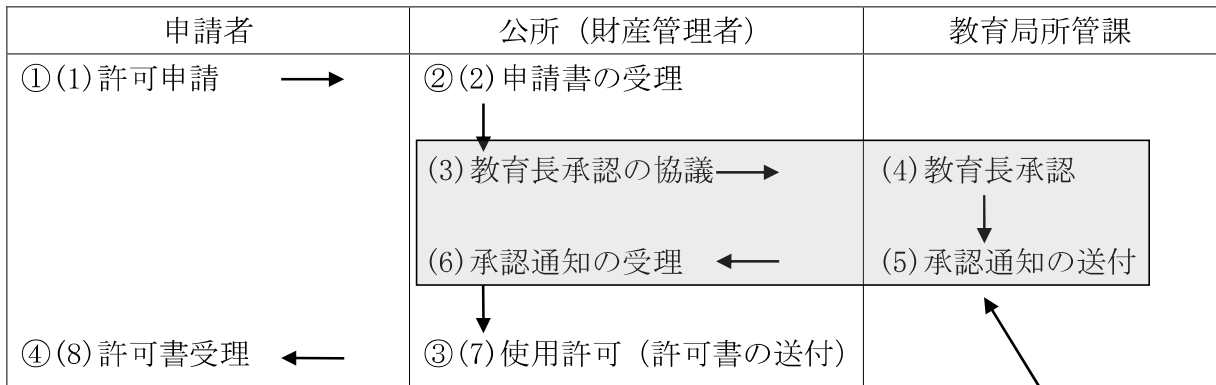 申請者 公所（財産管理者） 教育局所管課
①(1)許可申請 ②(2)申請書の受理
(3)教育長承認の協議 (4)教育長承認
(6)承認通知の受理 (5)承認通知の送付
④(8)許可書受理 ③(7)使用許可（許可書の送付）